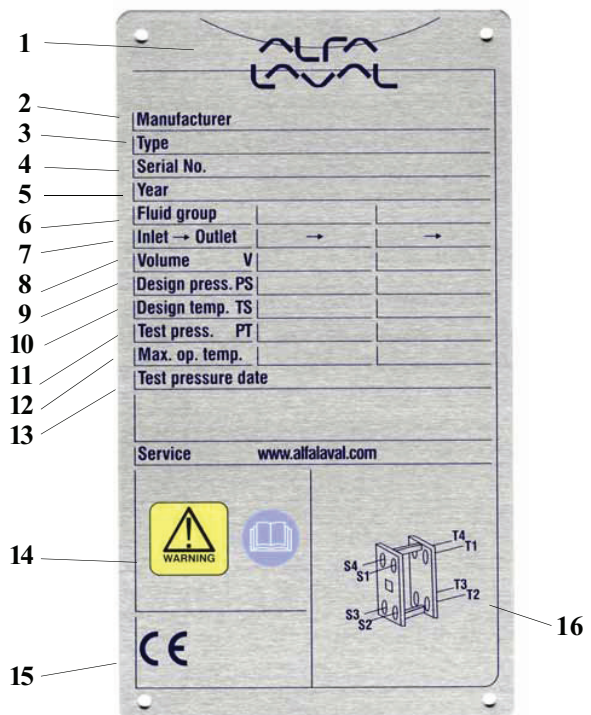 1
ALFA
LAVAL
2 Manufacturer
3 Type
4 Serial No.
5 Year
6 Fluid group
7 Inlet → Outlet → →
8 Volume V
9 Design press. PS
10 Design temp. TS
11 Test press. PT
12 Max. op. temp.
13 Test pressure date
Service www.alfalaval.com
14 WARNING
T4
T1
S4
S1
T3
T2
S3
S2
16
15 CE